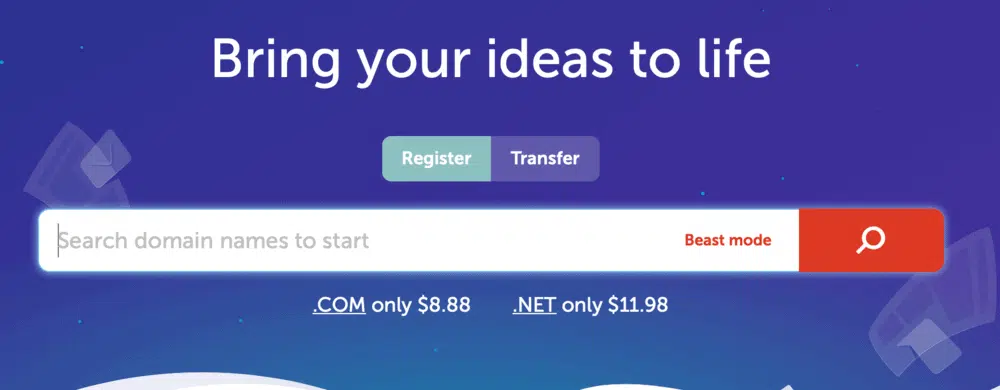 Bring your ideas to life
Register Transfer
Search domain names to start Beast mode
.COM only $8.88 .NET only $11.98